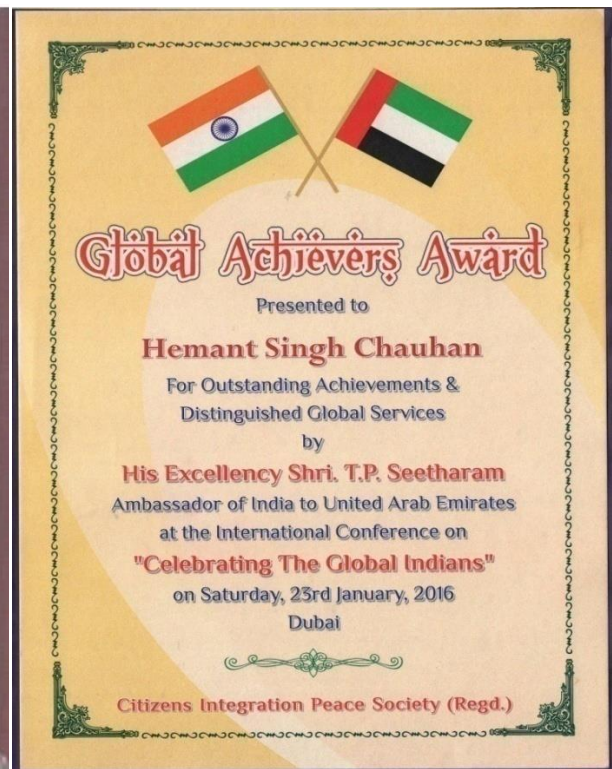 Global Achievers Award
Presented to
Hemant Singh Chauhan
For Outstanding Achievements &
Distinguished Global Services
by
His Excellency Shri. T.P. Seetharam
Ambassador of India to United Arab Emirates
at the International Conference on
"Celebrating The Global Indians"
on Saturday, 23rd January, 2016
Dubai
Citizens Integration Peace Society (Regd.)